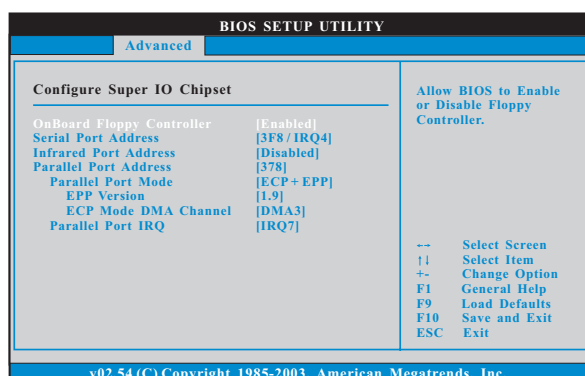 BIOS SETUP UTILITY
Advanced
Configure Super IO Chipset
OnBoard Floppy Controller [Enabled]
Serial Port Address [3F8 / IRQ4]
Infrared Port Address [Disabled]
Parallel Port Address [378]
Parallel Port Mode [ECP + EPP]
EPP Version [1.9]
ECP Mode DMA Channel [DMA3]
Parallel Port IRQ [IRQ7]
Allow BIOS to Enable
or Disable Floppy
Controller.
←→ Select Screen
↑↓ Select Item
+- Change Option
F1 General Help
F9 Load Defaults
F10 Save and Exit
ESC Exit
v02.54 (C) Copyright 1985-2003, American Megatrends, Inc.